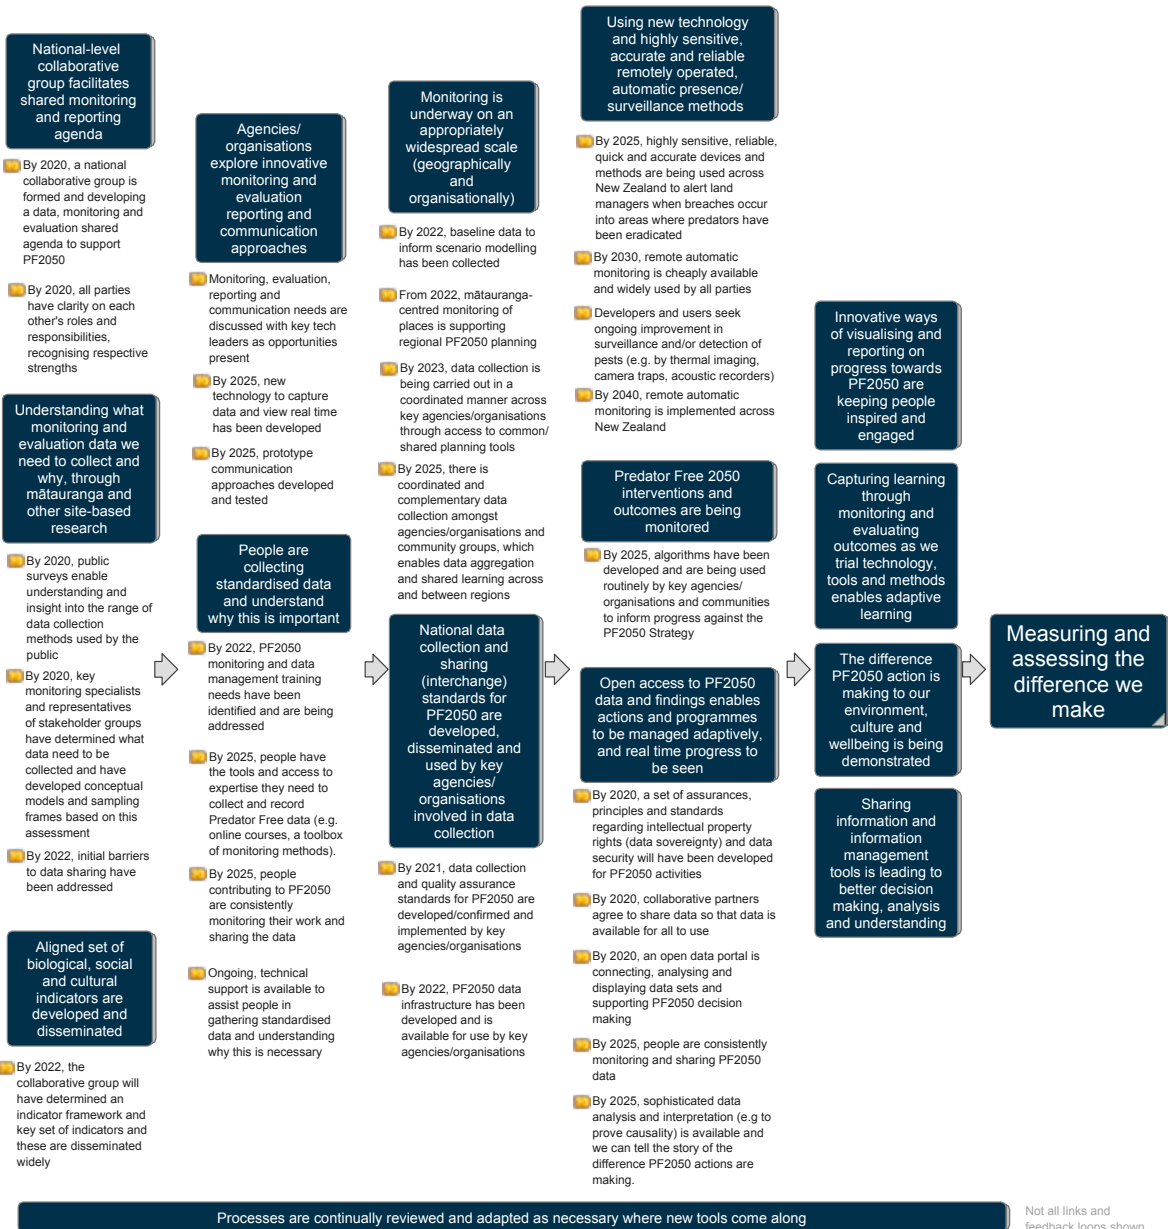 National-level
collaborative
group facilitates
shared monitoring
and reporting
agenda
By 2020, a national
collaborative group is
formed and developing
a data, monitoring and
evaluation shared
agenda to support
PF2050
By 2020, all parties
have clarity on each
other's roles and
responsibilities,
recognising respective
strengths
Understanding what
monitoring and
evaluation data we
need to collect and
why, through
mātauranga and
other site-based
research
By 2020, public
surveys enable
understanding and
insight into the range of
data collection
methods used by the
public
By 2020, key
monitoring specialists
and representatives
of stakeholder groups
have determined what
data need to be
collected and have
developed conceptual
models and sampling
frames based on this
assessment
By 2022, initial barriers
to data sharing have
been addressed
Aligned set of
biological, social
and cultural
indicators are
developed and
disseminated
By 2022, the
collaborative group will
have determined an
indicator framework and
key set of indicators and
these are disseminated
widely
Agencies/
organisations
explore innovative
monitoring and
evaluation
reporting and
communication
approaches
Monitoring, evaluation,
reporting and
communication needs are
discussed with key tech
leaders as opportunities
present
By 2025, new
technology to capture
data and view real time
has been developed
By 2025, prototype
communication
approaches developed
and tested
People are
collecting
standardised data
and understand
why this is important
By 2022, PF2050
monitoring and data
management training
needs have been
identified and are being
addressed
By 2025, people have
the tools and access to
expertise they need to
collect and record
Predator Free data (e.g.
online courses, a toolbox
of monitoring methods).
By 2025, people
contributing to PF2050
are consistently
monitoring their work and
sharing the data
Ongoing, technical
support is available to
assist people in
gathering standardised
data and understanding
why this is necessary
Monitoring is
underway on an
appropriately
widespread scale
(geographically
and
organisationally)
By 2022, baseline data to
inform scenario modelling
has been collected
From 2022, mātauranga-
centred monitoring of
places is supporting
regional PF2050 planning
By 2023, data collection is
being carried out in a
coordinated manner across
key agencies/organisations
through access to common/
shared planning tools
By 2025, there is
coordinated and
complementary data
collection amongst
agencies/organisations and
community groups, which
enables data aggregation
and shared learning across
and between regions
National data
collection and
sharing
(interchange)
standards for
PF2050 are
developed,
disseminated and
used by key
agencies/
organisations
involved in data
collection
By 2021, data collection
and quality assurance
standards for PF2050 are
developed/confirmed and
implemented by key
agencies/organisations
By 2022, PF2050 data
infrastructure has been
developed and is
available for use by key
agencies/organisations
Using new technology
and highly sensitive,
accurate and reliable
remotely operated,
automatic presence/
surveillance methods
By 2025, highly sensitive, reliable,
quick and accurate devices and
methods are being used across
New Zealand to alert land
managers when breaches occur
into areas where predators have
been eradicated
By 2030, remote automatic
monitoring is cheaply available
and widely used by all parties
Developers and users seek
ongoing improvement in
surveillance and/or detection of
pests (e.g. by thermal imaging,
camera traps, acoustic recorders)
By 2040, remote automatic
monitoring is implemented across
New Zealand
Predator Free 2050
interventions and
outcomes are being
monitored
By 2025, algorithms have been
developed and are being used
routinely by key agencies/
organisations and communities
to inform progress against the
PF2050 Strategy
Open access to PF2050
data and findings enables
actions and programmes
to be managed adaptively,
and real time progress to
be seen
By 2020, a set of assurances,
principles and standards
regarding intellectual property
rights (data sovereignty) and data
security will have been developed
for PF2050 activities
By 2020, collaborative partners
agree to share data so that data is
available for all to use
By 2020, an open data portal is
connecting, analysing and
displaying data sets and
supporting PF2050 decision
making
By 2025, people are consistently
monitoring and sharing PF2050
data
By 2025, sophisticated data
analysis and interpretation (e.g to
prove causality) is available and
we can tell the story of the
difference PF2050 actions are
making.
Innovative ways
of visualising and
reporting on
progress towards
PF2050 are
keeping people
inspired and
engaged
Capturing learning
through
monitoring and
evaluating
outcomes as we
trial technology,
tools and methods
enables adaptive
learning
The difference
PF2050 action is
making to our
environment,
culture and
wellbeing is being
demonstrated
Sharing
information and
information
management
tools is leading to
better decision
making, analysis
and understanding
Measuring and
assessing the
difference we
make
Processes are continually reviewed and adapted as necessary where new tools come along
Not all links and
feedback loops shown